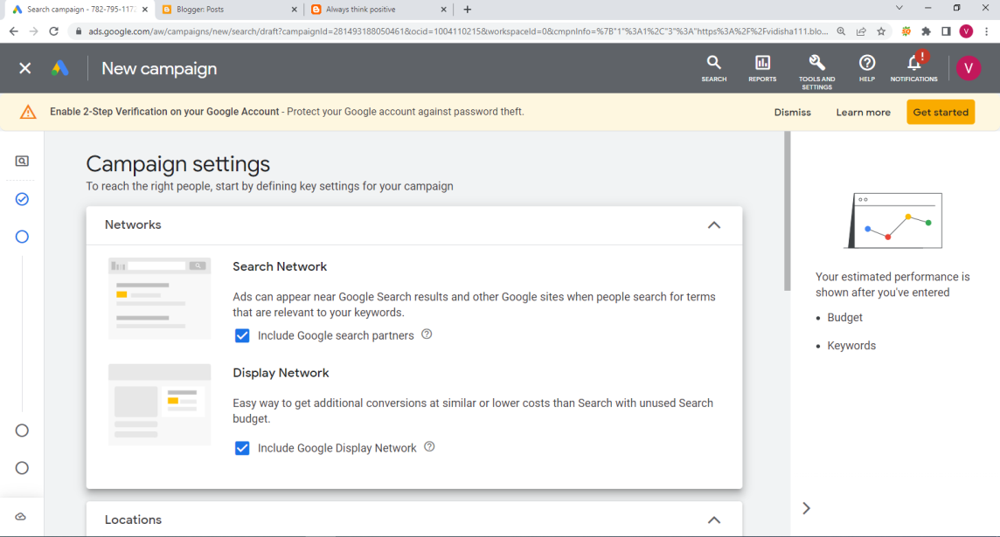 Search campaign - 782-795-117
Blogger: Posts
Always think positive
ads.google.com/aw/campaigns/new/search/draft?campaignId=281493188050461&ocid=1004110215&workspaceId=0&cmpnInfo=%7B"1"%3A1%2C"3"%3A"https%3A%2F%2Fvidisha111.blo...
V
New campaign
SEARCH
REPORTS
TOOLS AND
SETTINGS
HELP
NOTIFICATIONS
V
Enable 2-Step Verification on your Google Account - Protect your Google account against password theft.
Dismiss
Learn more
Get started
Campaign settings
To reach the right people, start by defining key settings for your campaign
Networks
Search Network
Ads can appear near Google Search results and other Google sites when people search for terms
that are relevant to your keywords.
Include Google search partners
Display Network
Easy way to get additional conversions at similar or lower costs than Search with unused Search
budget.
Include Google Display Network
Locations
Your estimated performance is
shown after you've entered
• Budget
• Keywords